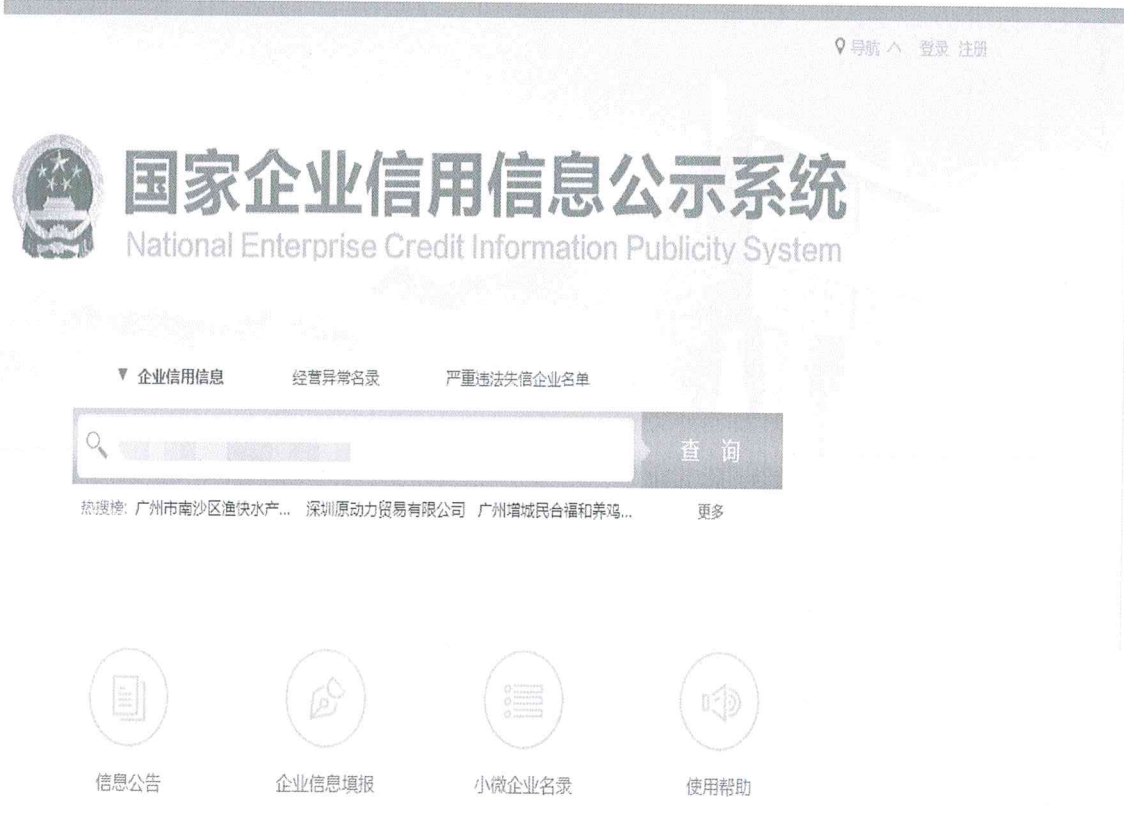 导航 登录 注册
国家企业信用信息公示系统
National Enterprise Credit Information Publicity System
企业信用信息 经营异常名录 严重违法失信企业名单
查 询
热搜榜: 广州市南沙区渔快水产... 深圳原动力贸易有限公司 广州增城民合福和养鸡... 更多
信息公告 企业信息填报 小微企业名录 使用帮助